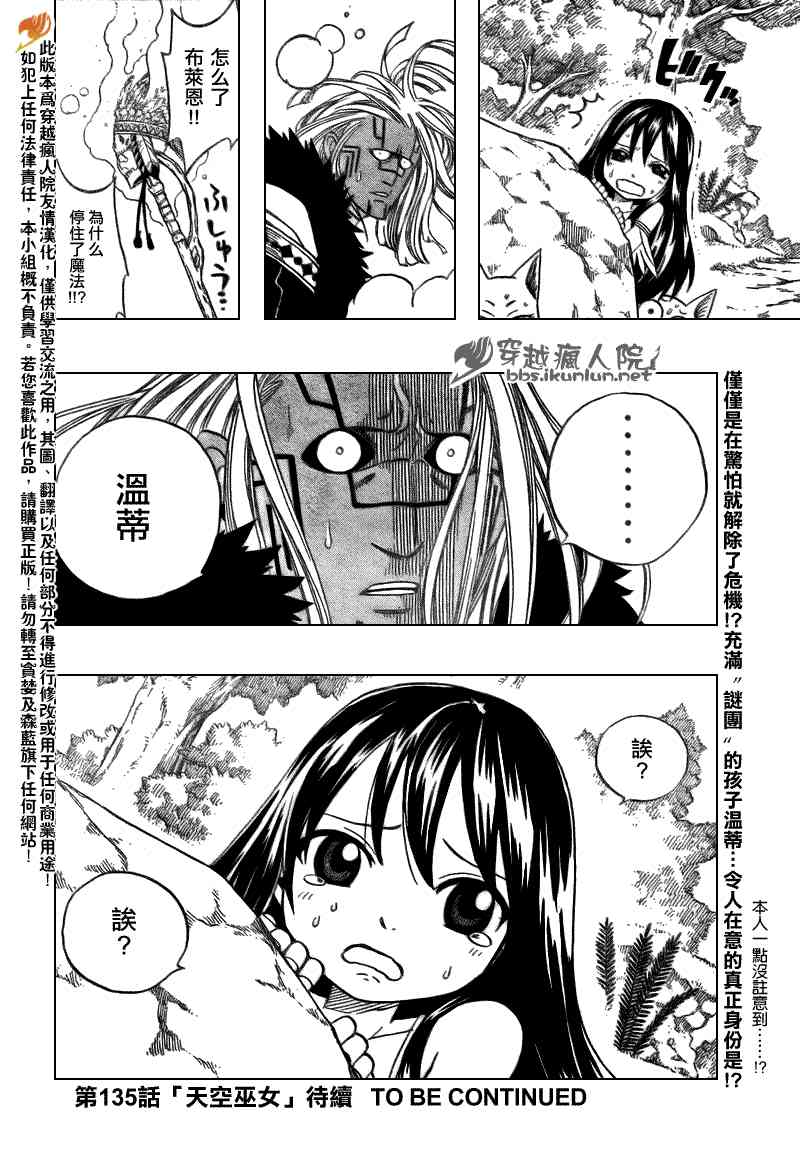 ビクッ
怎么了
布萊恩!!
為什么
停住了魔法!!?
ふしゅう…
穿越瘋人院
bbs.ikunlun.net
……
溫蒂
誒?
誒?
僅僅是在驚怕就解除了危機!?充滿〝謎團〟的孩子溫蒂…令人在意的真正身份是!?
本人一點沒註意到……!?
第135話「天空巫女」待續 TO BE CONTINUED
此版本爲穿越瘋人院友情漢化，僅供學習交流之用，其圖、翻譯以及任何部分不得進行修改或用于任何商業用途！
如犯上任何法律責任，本小組概不負責。若您喜歡此作品，請購買正版！請勿轉至貪婪及森藍旗下任何網站！